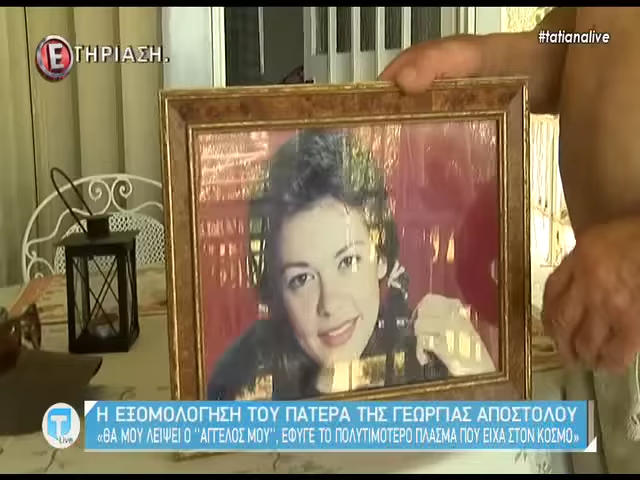 ΕΤΗΡΙΑΣΗ.
#tatianalive
Η ΕΞΟΜΟΛΟΓΗΣΗ ΤΟΥ ΠΑΤΕΡΑ ΤΗΣ ΓΕΩΡΓΙΑΣ ΑΠΟΣΤΟΛΟΥ
T Live
«ΘΑ ΜΟΥ ΛΕΙΨΕΙ Ο ''ΑΓΓΕΛΟΣ ΜΟΥ'', ΕΦΥΓΕ ΤΟ ΠΟΛΥΤΙΜΟΤΕΡΟ ΠΛΑΣΜΑ ΠΟΥ ΕΙΧΑ ΣΤΟΝ ΚΟΣΜΟ»